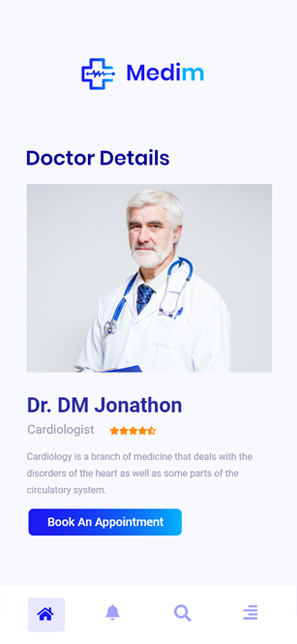 Medim
Doctor Details
Dr. DM Jonathon
Cardiologist
Cardiology is a branch of medicine that deals with the
disorders of the heart as well as some parts of the
circulatory system.
Book An Appointment